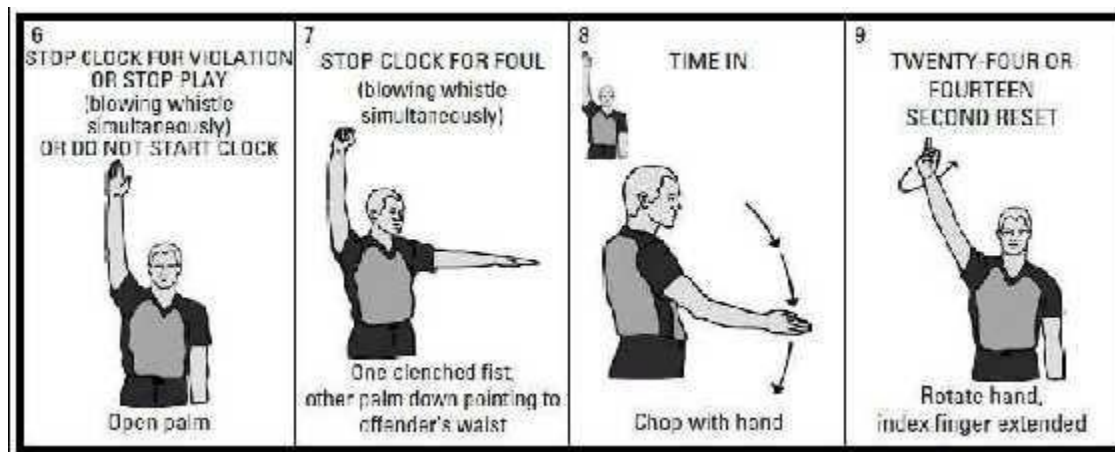 6
STOP CLOCK FOR VIOLATION
OR STOP PLAY
(blowing whistle
simultaneously)
OR DO NOT START CLOCK
Open palm
7
STOP CLOCK FOR FOUL
(blowing whistle
simultaneously)
One clenched fist,
other palm down pointing to
offender's waist
8
TIME IN
Chop with hand
9
TWENTY-FOUR OR
FOURTEEN
SECOND RESET
Rotate hand,
index finger extended